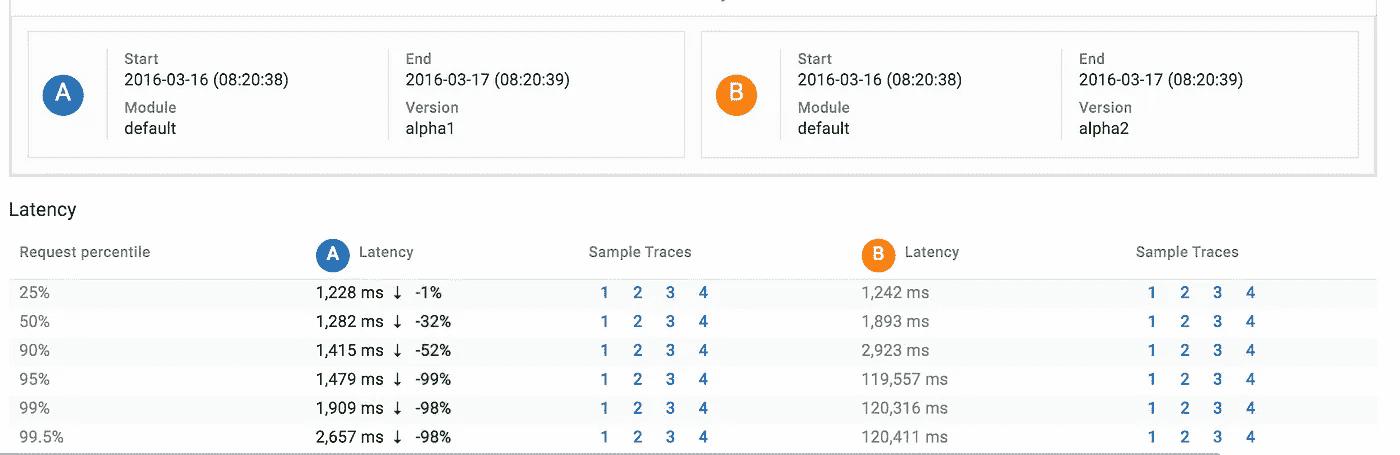 Start End Start End
A 2016-03-16 (08:20:38) 2016-03-17 (08:20:39) B 2016-03-16 (08:20:38) 2016-03-17 (08:20:39)
Module Version Module Version
default alpha1 default alpha2
Latency
Request percentile A Latency Sample Traces B Latency Sample Traces
25% 1,228 ms ↓ -1% 1 2 3 4 1,242 ms 1 2 3 4
50% 1,282 ms ↓ -32% 1 2 3 4 1,893 ms 1 2 3 4
90% 1,415 ms ↓ -52% 1 2 3 4 2,923 ms 1 2 3 4
95% 1,479 ms ↓ -99% 1 2 3 4 119,557 ms 1 2 3 4
99% 1,909 ms ↓ -98% 1 2 3 4 120,316 ms 1 2 3 4
99.5% 2,657 ms ↓ -98% 1 2 3 4 120,411 ms 1 2 3 4